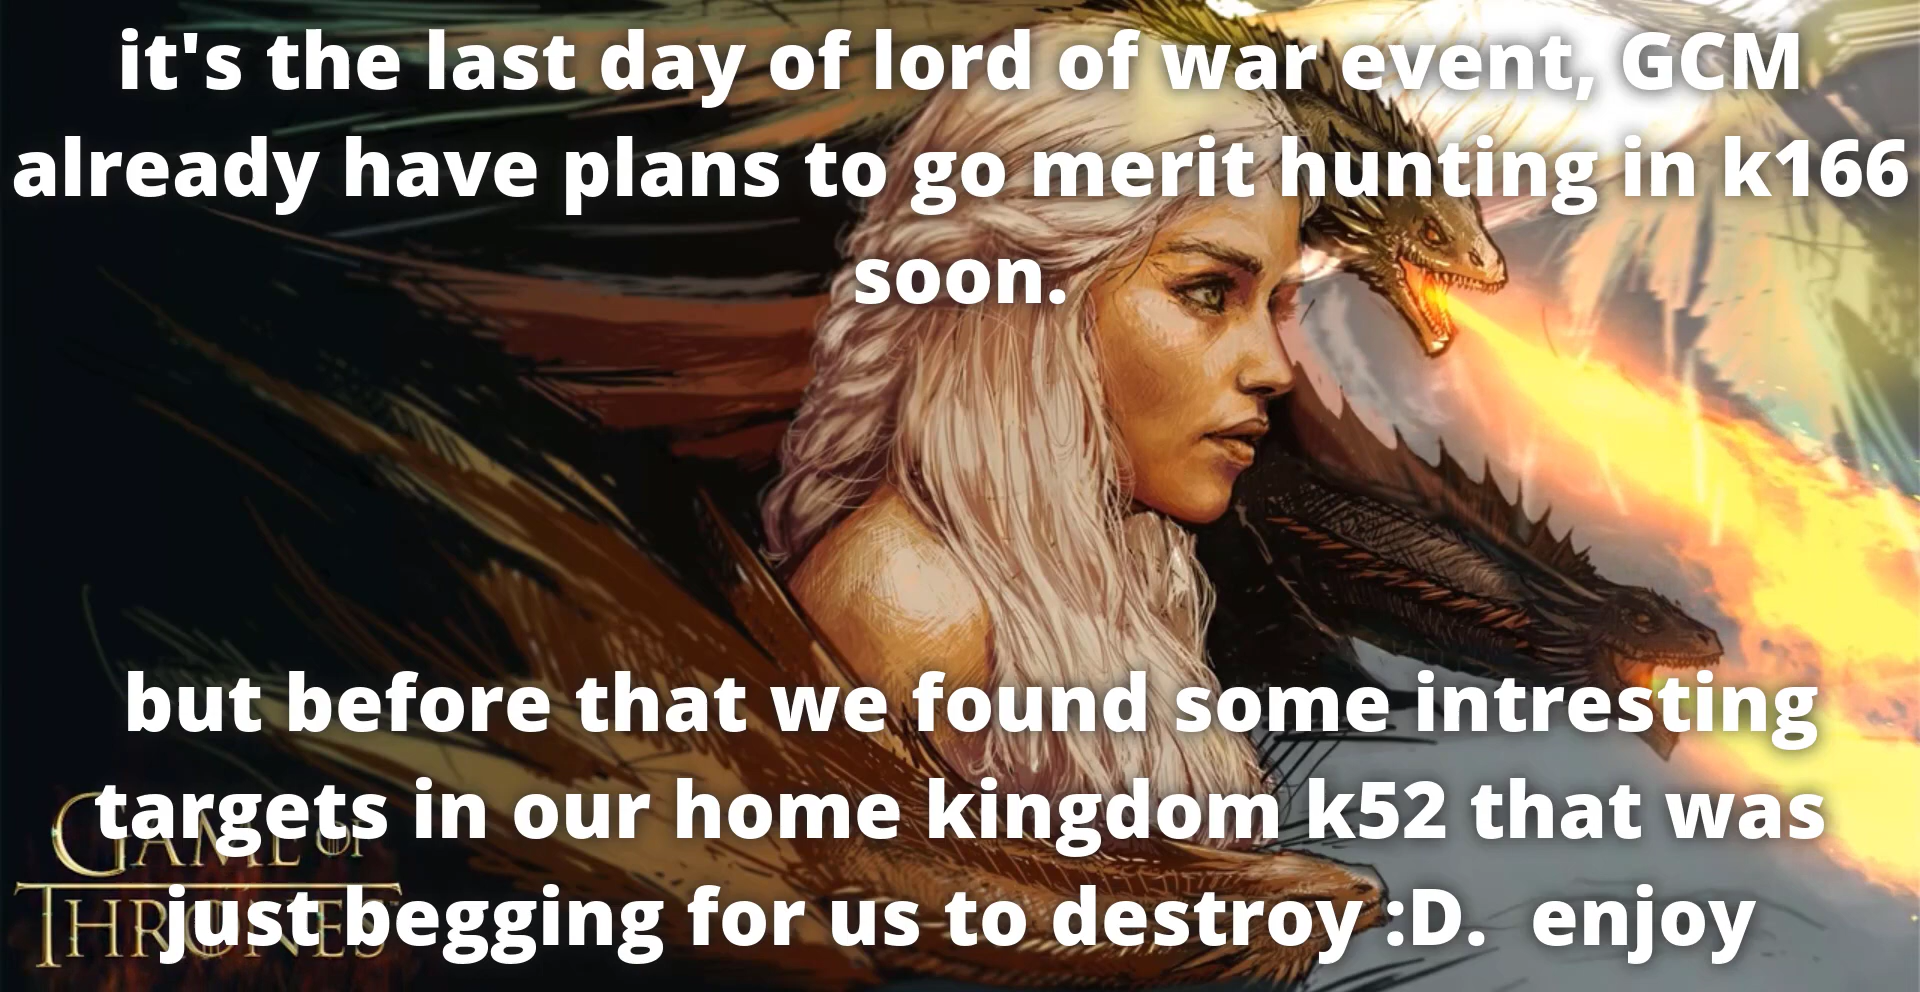 it's the last day of lord of war event, GCM
already have plans to go merit hunting in k166
soon.
but before that we found some intresting
targets in our home kingdom k52 that was
just begging for us to destroy :D.  enjoy
GAME OF
THRONES